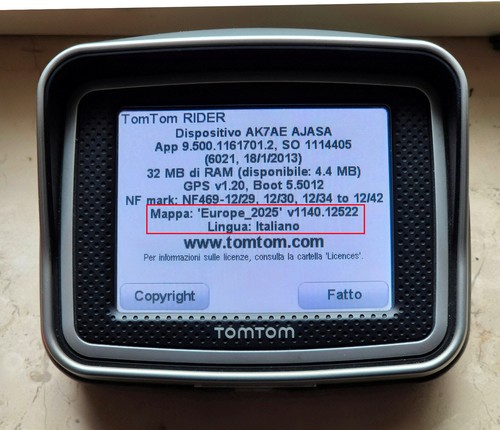 TomTom RIDER
Dispositivo AK7AE AJASA
App 9.500.1161701.2, SO 1114405
(6021, 18/1/2013)
32 MB di RAM (disponibile: 4.4 MB)
GPS v1.20, Boot 5.5012
NF mark: NF469-12/29, 12/30, 12/34 to 12/42
Mappa: 'Europe_2025' v1140.12522
Lingua: Italiano
www.tomtom.com
Per informazioni sulle licenze, consulta la cartella 'Licences'.
Copyright
Fatto
TOMTOM